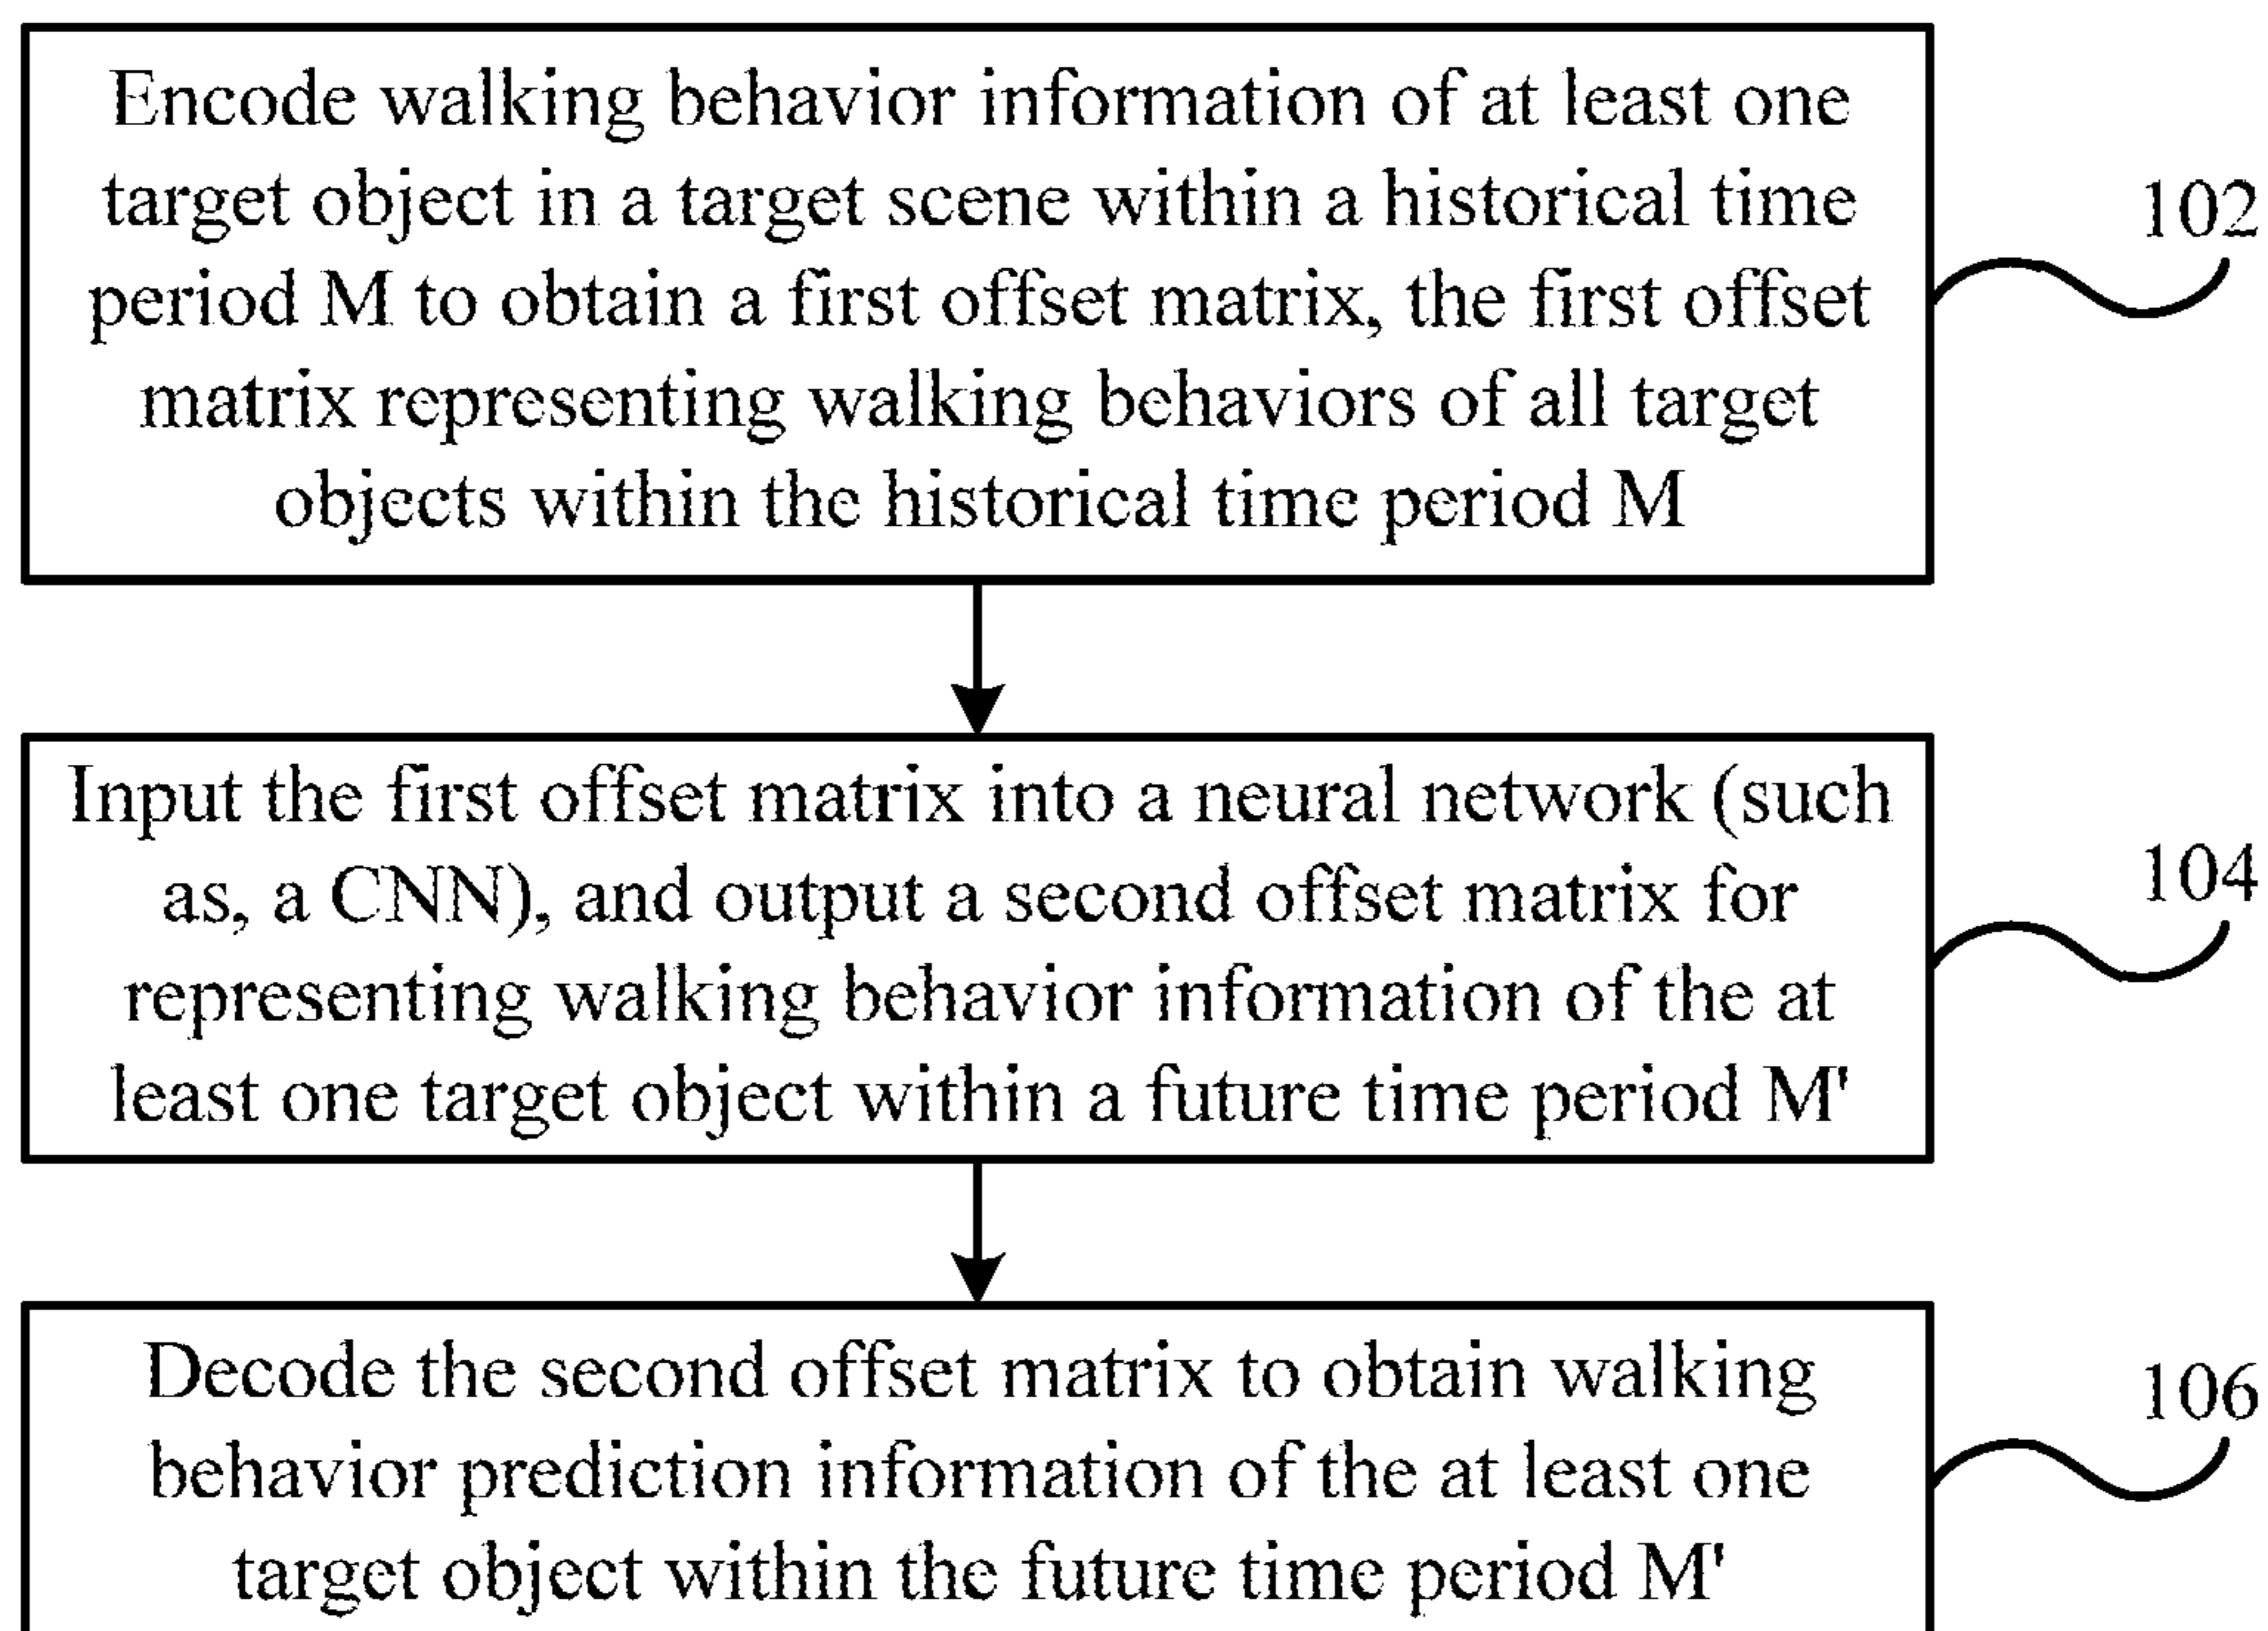 Encode walking behavior information of at least one
target object in a target scene within a historical time
period M to obtain a first offset matrix, the first offset
matrix representing walking behaviors of all target
objects within the historical time period M
102
Input the first offset matrix into a neural network (such
as, a CNN), and output a second offset matrix for
representing walking behavior information of the at
least one target object within a future time period M'
104
Decode the second offset matrix to obtain walking
behavior prediction information of the at least one
target object within the future time period M'
106